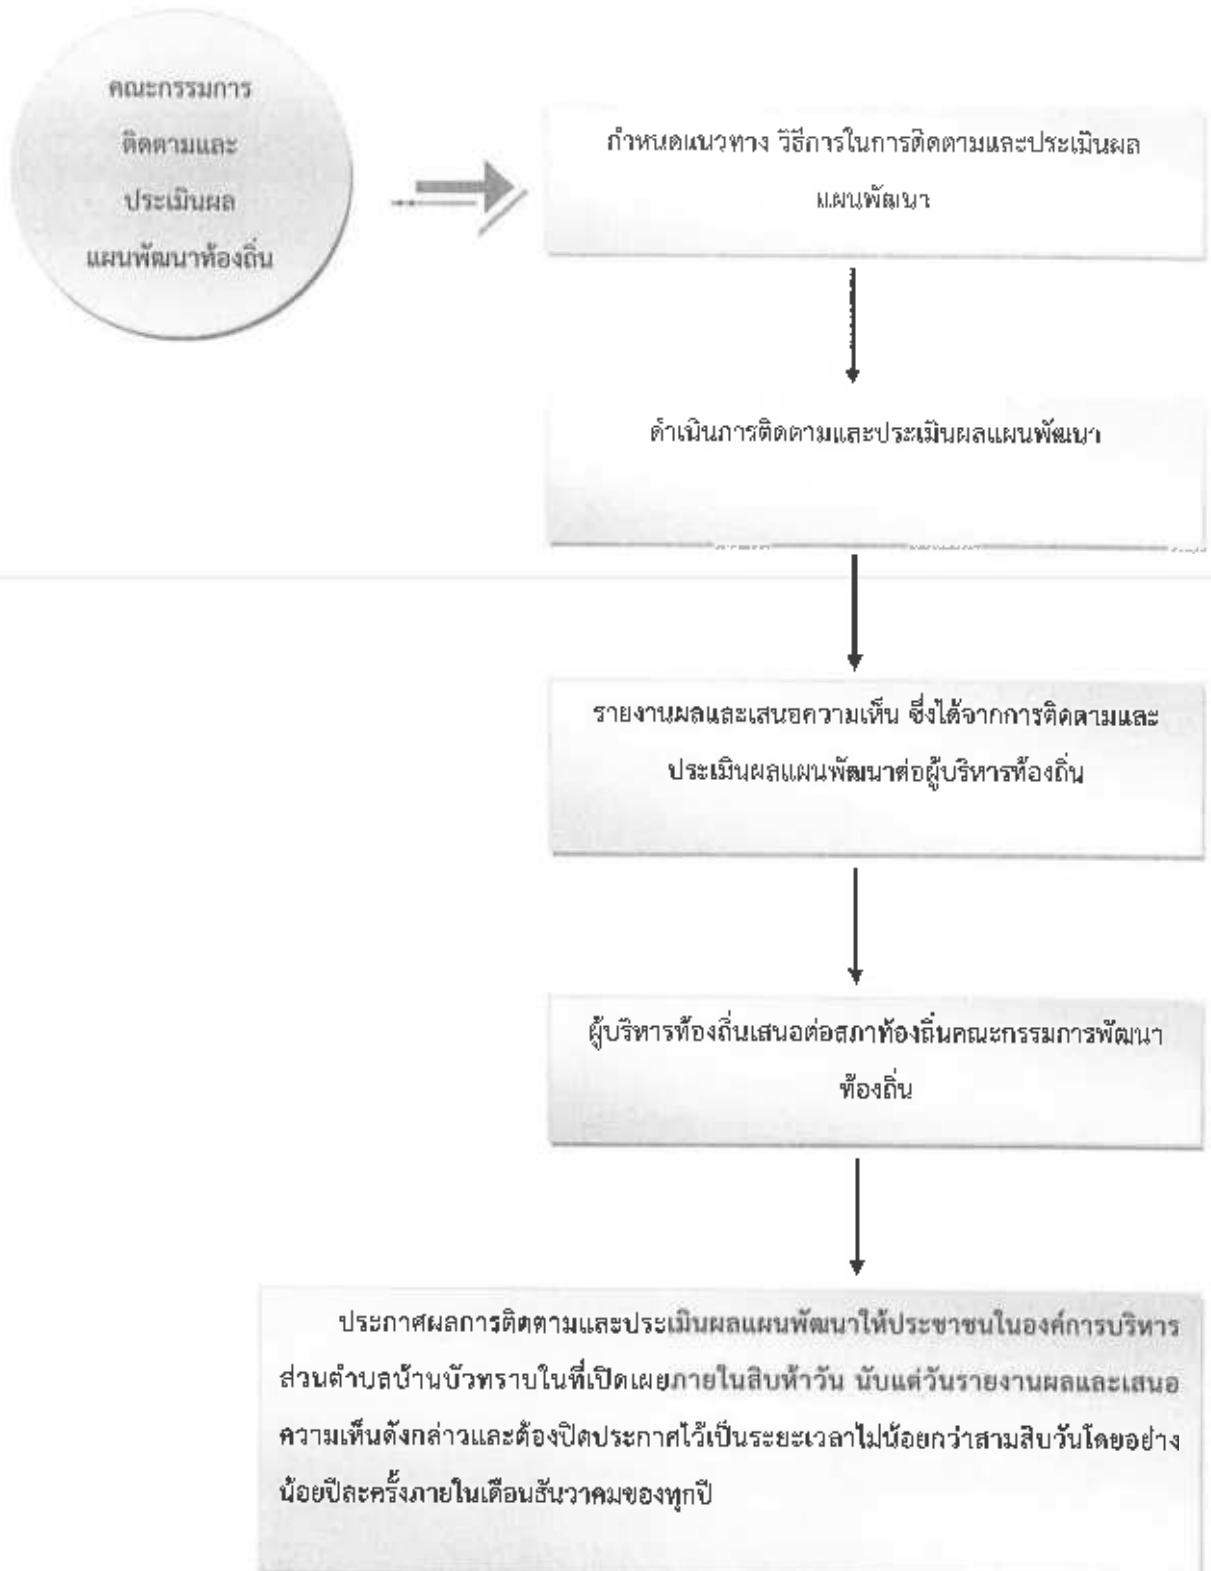 คณะกรรมการ
ติดตามและ
ประเมินผล
แผนพัฒนาท้องถิ่น
กำหนดแนวทาง วิธีการในการติดตามและประเมินผล
แผนพัฒนา
ดำเนินการติดตามและประเมินผลแผนพัฒนา
รายงานผลและเสนอความเห็น ซึ่งได้จากการติดตามและ
ประเมินผลแผนพัฒนาต่อผู้บริหารท้องถิ่น
ผู้บริหารท้องถิ่นเสนอต่อสภาท้องถิ่นคณะกรรมการพัฒนา
ท้องถิ่น
ประกาศผลการติดตามและประเมินผลแผนพัฒนาให้ประชาชนในองค์การบริหาร
ส่วนตำบลบ้านบัวทราบในที่เปิดเผยภายในสิบห้าวัน นับแต่วันรายงานผลและเสนอ
ความเห็นดังกล่าวและต้องปิดประกาศไว้เป็นระยะเวลาไม่น้อยกว่าสามสิบวันโดยอย่าง
น้อยปีละครั้งภายในเดือนธันวาคมของทุกปี